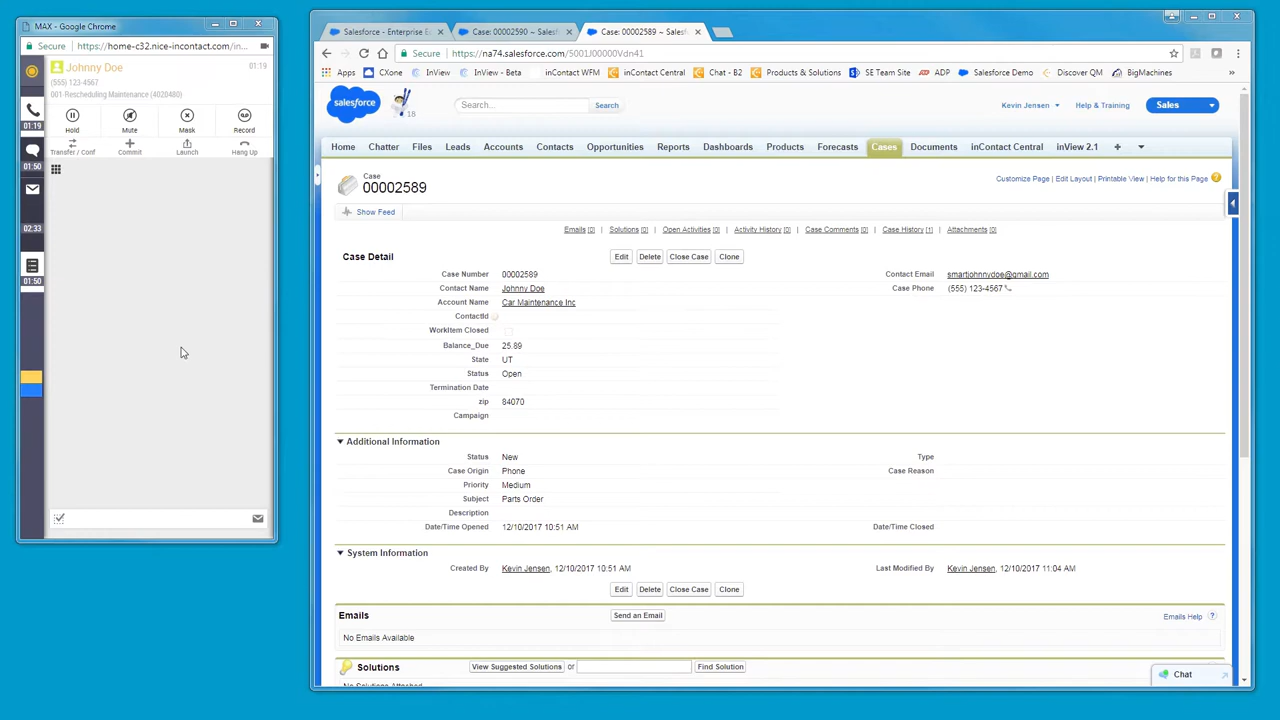 MAX - Google Chrome
Secure https://home-c32.nice-incontact.com/in...
Johnny Doe
01:19
(555) 123-4567
001-Rescheduling Maintenance (4020480)
Hold
Mute
Mask
Record
Transfer / Conf
Commit
Launch
Hang Up
01:19
01:50
02:33
01:50
Salesforce - Enterprise Ed
Case: 00002590 ~ Salesf
Case: 00002589 ~ Salesf
Secure https://na74.salesforce.com/5001J00000Vdn41
Apps
CXone
InView
InView - Beta
inContact WFM
inContact Central
Chat - B2
Products & Solutions
SE Team Site
ADP
Salesforce Demo
Discover QM
BigMachines
salesforce
18
Search...
Search
Kevin Jensen
Help & Training
Sales
Home
Chatter
Files
Leads
Accounts
Contacts
Opportunities
Reports
Dashboards
Products
Forecasts
Cases
Documents
inContact Central
inView 2.1
+
Case
00002589
Customize Page | Edit Layout | Printable View | Help for this Page
Show Feed
Emails [0] | Solutions [0] | Open Activities [0] | Activity History [0] | Case Comments [0] | Case History [1] | Attachments [0]
Case Detail
Edit
Delete
Close Case
Clone
Case Number 00002589
Contact Email smartjohnnydoe@gmail.com
Contact Name Johnny Doe
Case Phone (555) 123-4567
Account Name Car Maintenance Inc
ContactId
WorkItem Closed
Balance_Due 25.89
State UT
Status Open
Termination Date
zip 84070
Campaign
Additional Information
Status New
Type
Case Origin Phone
Case Reason
Priority Medium
Subject Parts Order
Description
Date/Time Opened 12/10/2017 10:51 AM
Date/Time Closed
System Information
Created By Kevin Jensen, 12/10/2017 10:51 AM
Last Modified By Kevin Jensen, 12/10/2017 11:04 AM
Edit
Delete
Close Case
Clone
Emails
Send an Email
Emails Help ?
No Emails Available
Solutions
View Suggested Solutions or
Find Solution
No Solutions Attached
Chat